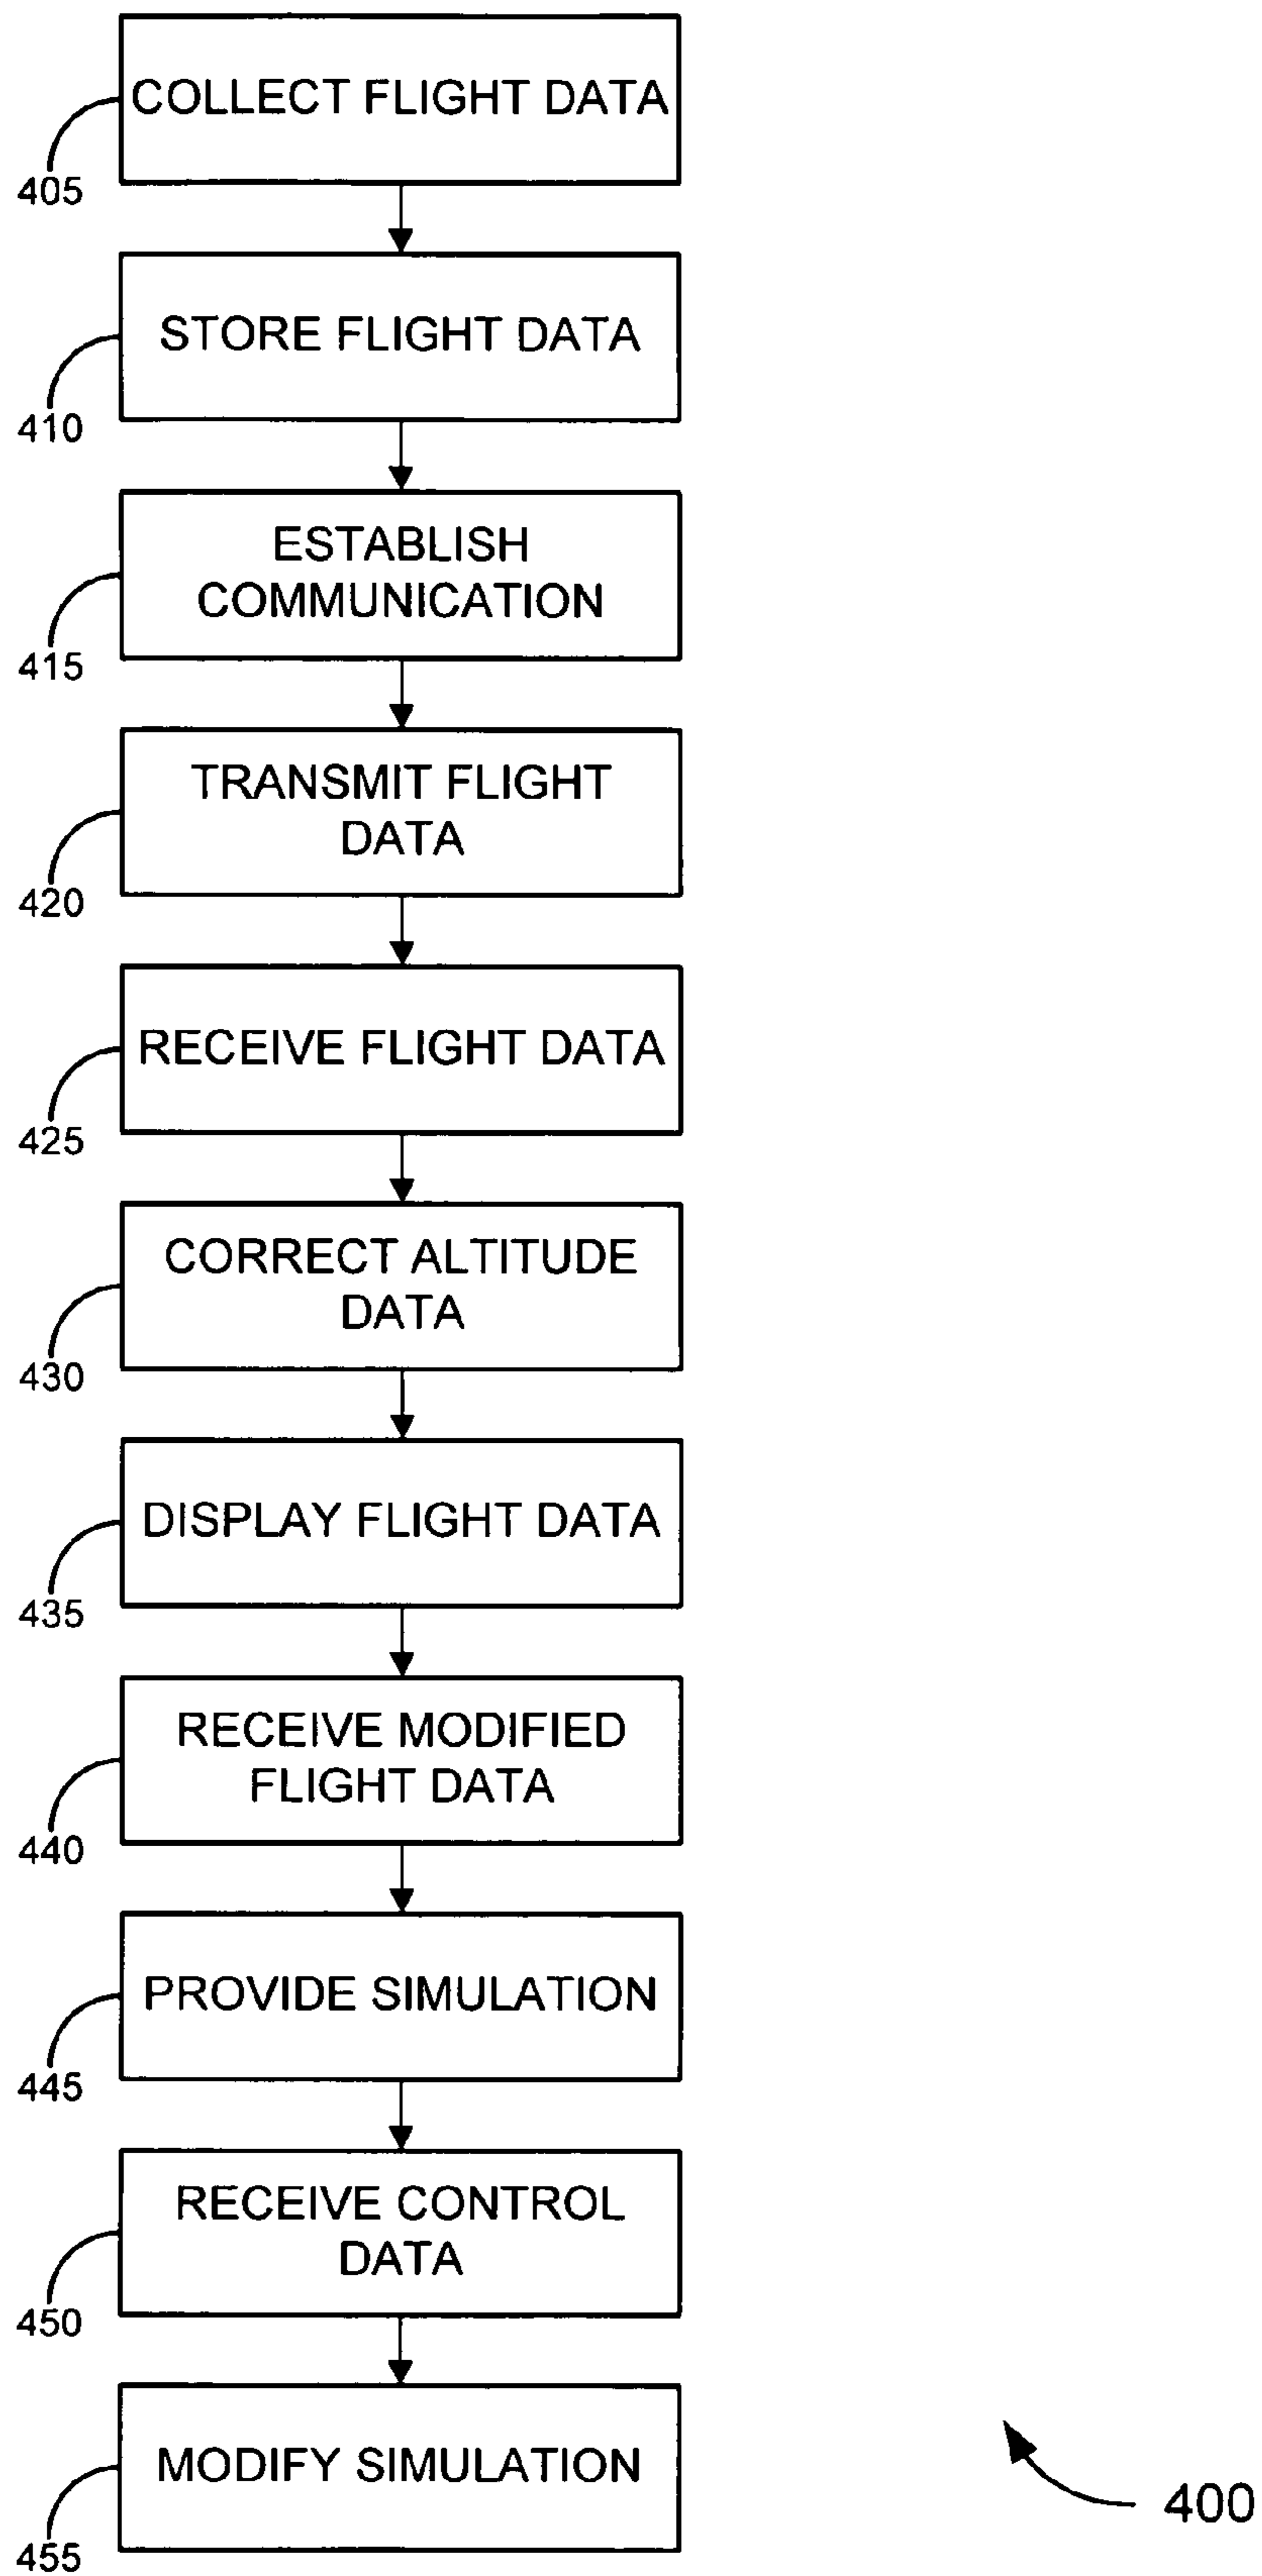 COLLECT FLIGHT DATA
405
STORE FLIGHT DATA
410
ESTABLISH
COMMUNICATION
415
TRANSMIT FLIGHT
DATA
420
RECEIVE FLIGHT DATA
425
CORRECT ALTITUDE
DATA
430
DISPLAY FLIGHT DATA
435
RECEIVE MODIFIED
FLIGHT DATA
440
PROVIDE SIMULATION
445
RECEIVE CONTROL
DATA
450
MODIFY SIMULATION
455
400